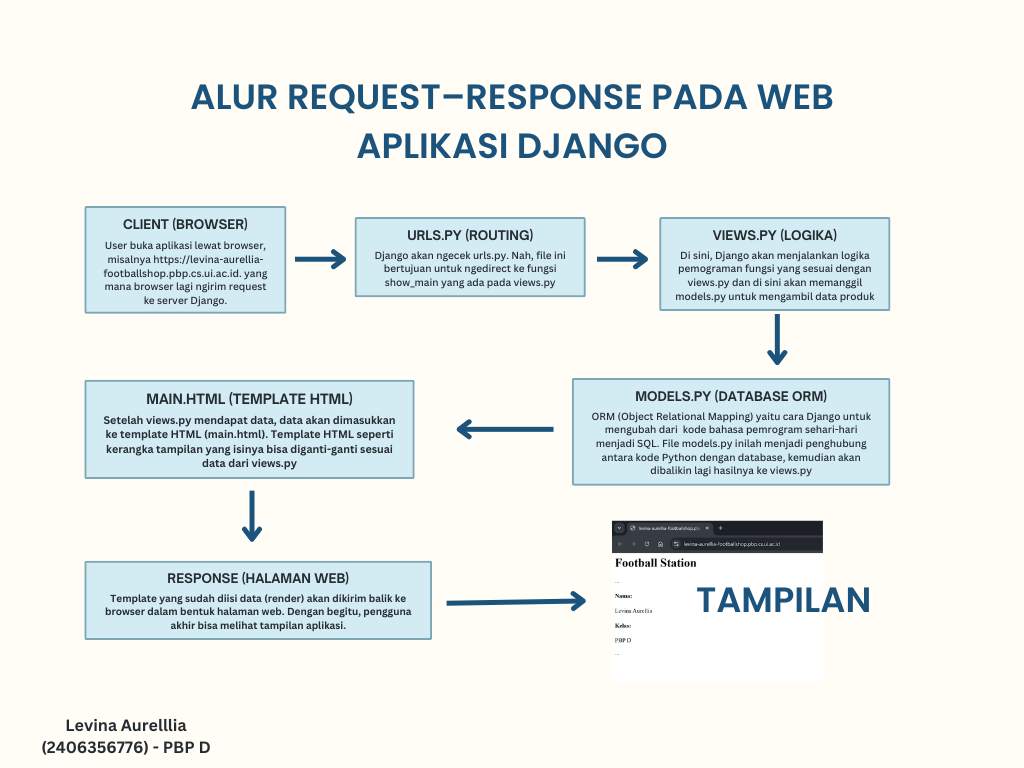 ALUR REQUEST–RESPONSE PADA WEB
APLIKASI DJANGO
CLIENT (BROWSER)
User buka aplikasi lewat browser,
misalnya https://levina-aurellia-
footballshop.pbp.cs.ui.ac.id. yang
mana browser lagi ngirim request
ke server Django.
URLS.PY (ROUTING)
Django akan ngecek urls.py. Nah, file ini
bertujuan untuk ngedirect ke fungsi
show_main yang ada pada views.py
VIEWS.PY (LOGIKA)
Di sini, Django akan menjalankan logika
pemograman fungsi yang sesuai dengan
views.py dan di sini akan memanggil
models.py untuk mengambil data produk
MAIN.HTML (TEMPLATE HTML)
Setelah views.py mendapat data, data akan dimasukkan
ke template HTML (main.html). Template HTML seperti
kerangka tampilan yang isinya bisa diganti-ganti sesuai
data dari views.py
MODELS.PY (DATABASE ORM)
ORM (Object Relational Mapping) yaitu cara Django untuk
mengubah dari kode bahasa pemrogram sehari-hari
menjadi SQL. File models.py inilah menjadi penghubung
antara kode Python dengan database, kemudian akan
dibalikin lagi hasilnya ke views.py
RESPONSE (HALAMAN WEB)
Template yang sudah diisi data (render) akan dikirim balik ke
browser dalam bentuk halaman web. Dengan begitu, pengguna
akhir bisa melihat tampilan aplikasi.
levina-aurellia-footballshop.pb
levina-aurellia-footballshop.pbp.cs.ui.ac.id
Football Station
...
Nama:
Levina Aurellia
Kelas:
PBP D
...
TAMPILAN
Levina Aurelllia
(2406356776) - PBP D